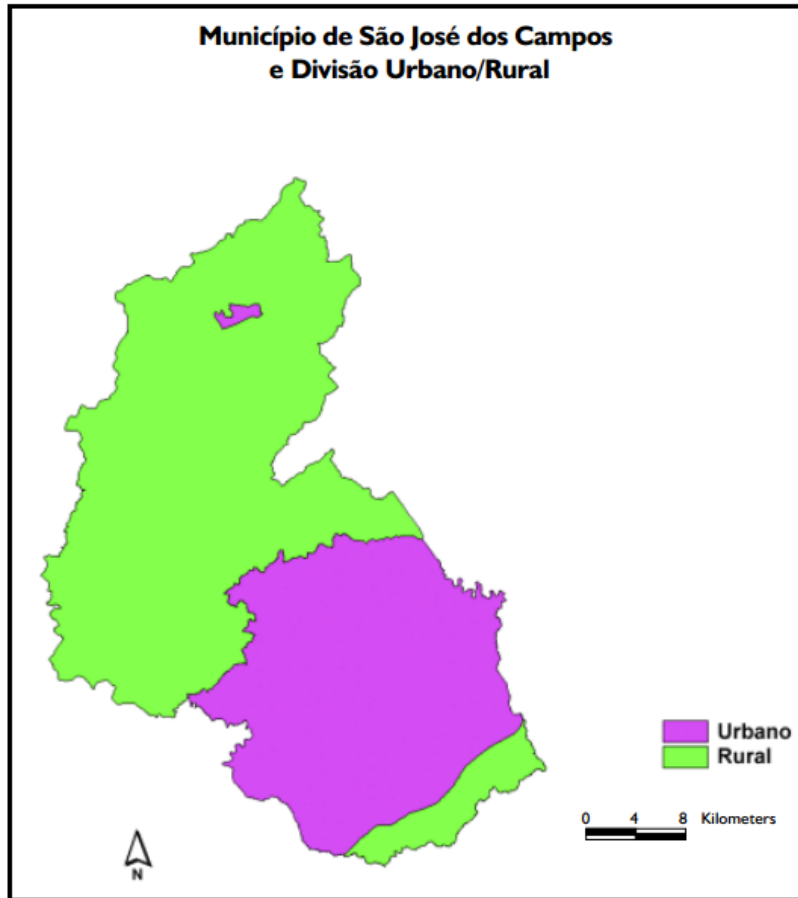 Município de São José dos Campos
e Divisão Urbano/Rural
Urbano
Rural
0 4 8 Kilometers
N